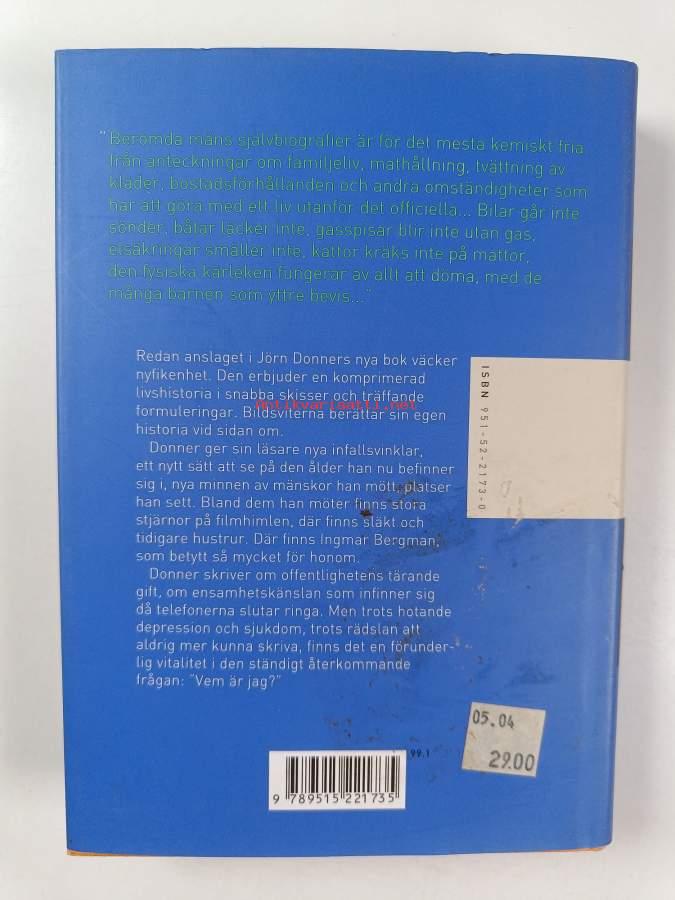 "Berömda mäns självbiografier är för det mesta kemiskt fria
från anteckningar om familjeliv, mathållning, tvättning av
kläder, bostadsförhållanden och andra omständigheter som
har att göra med ett liv utanför det officiella... Bilar går inte
sönder, båtar läcker inte, gasspisar blir inte utan gas,
elsäkringar smäller inte, kattor kräks inte på mattor,
den fysiska kärleken fungerar av allt att döma, med de
många barnen som yttre bevis..."
Redan anslaget i Jörn Donners nya bok väcker
nyfikenhet. Den erbjuder en komprimerad
livshistoria i snabba skisser och träffande
formuleringar. Bildsviterna berättar sin egen
historia vid sidan om.
Donner ger sin läsare nya infallsvinklar,
ett nytt sätt att se på den ålder han nu befinner
sig i, nya minnen av mänskor han mött, platser
han sett. Bland dem han möter finns stora
stjärnor på filmhimlen, där finns släkt och
tidigare hustrur. Där finns Ingmar Bergman,
som betytt så mycket för honom.
Donner skriver om offentlighetens tärande
gift, om ensamhetskänslan som infinner sig
då telefonerna slutar ringa. Men trots hotande
depression och sjukdom, trots rädslan att
aldrig mer kunna skriva, finns det en förunder-
lig vitalitet i den ständigt återkommande
frågan: "Vem är jag?"
ISBN 951-52-2173-0
Antikvariaatti.net
99.1
9 789515 221735
05.04
29.00